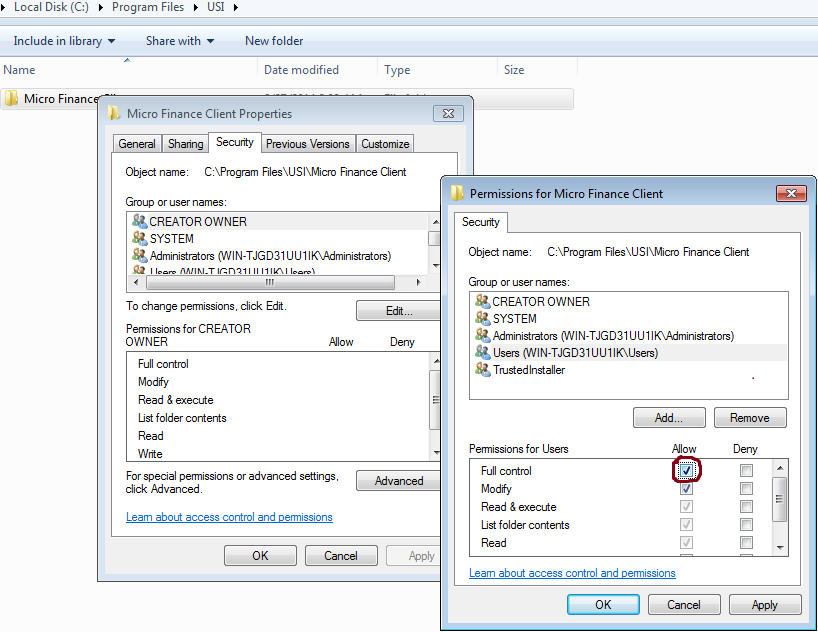 Local Disk (C:) Program Files USI
Include in library Share with New folder
Name Date modified Type Size
Micro Finance
Micro Finance Client Properties
General Sharing Security Previous Versions Customize
Object name: C:\Program Files\USI\Micro Finance Client
Group or user names:
CREATOR OWNER
SYSTEM
Administrators (WIN-TJGD31UU1IK\Administrators)
Users (WIN-TJGD31UU1IK\Users)
To change permissions, click Edit. Edit...
Permissions for CREATOR
OWNER Allow Deny
Full control
Modify
Read & execute
List folder contents
Read
Write
For special permissions or advanced settings,
click Advanced. Advanced
Learn about access control and permissions
OK Cancel Apply
Permissions for Micro Finance Client
Security
Object name: C:\Program Files\USI\Micro Finance Client
Group or user names:
CREATOR OWNER
SYSTEM
Administrators (WIN-TJGD31UU1IK\Administrators)
Users (WIN-TJGD31UU1IK\Users)
TrustedInstaller
Add... Remove
Permissions for Users Allow Deny
Full control
Modify
Read & execute
List folder contents
Read
Learn about access control and permissions
OK Cancel Apply